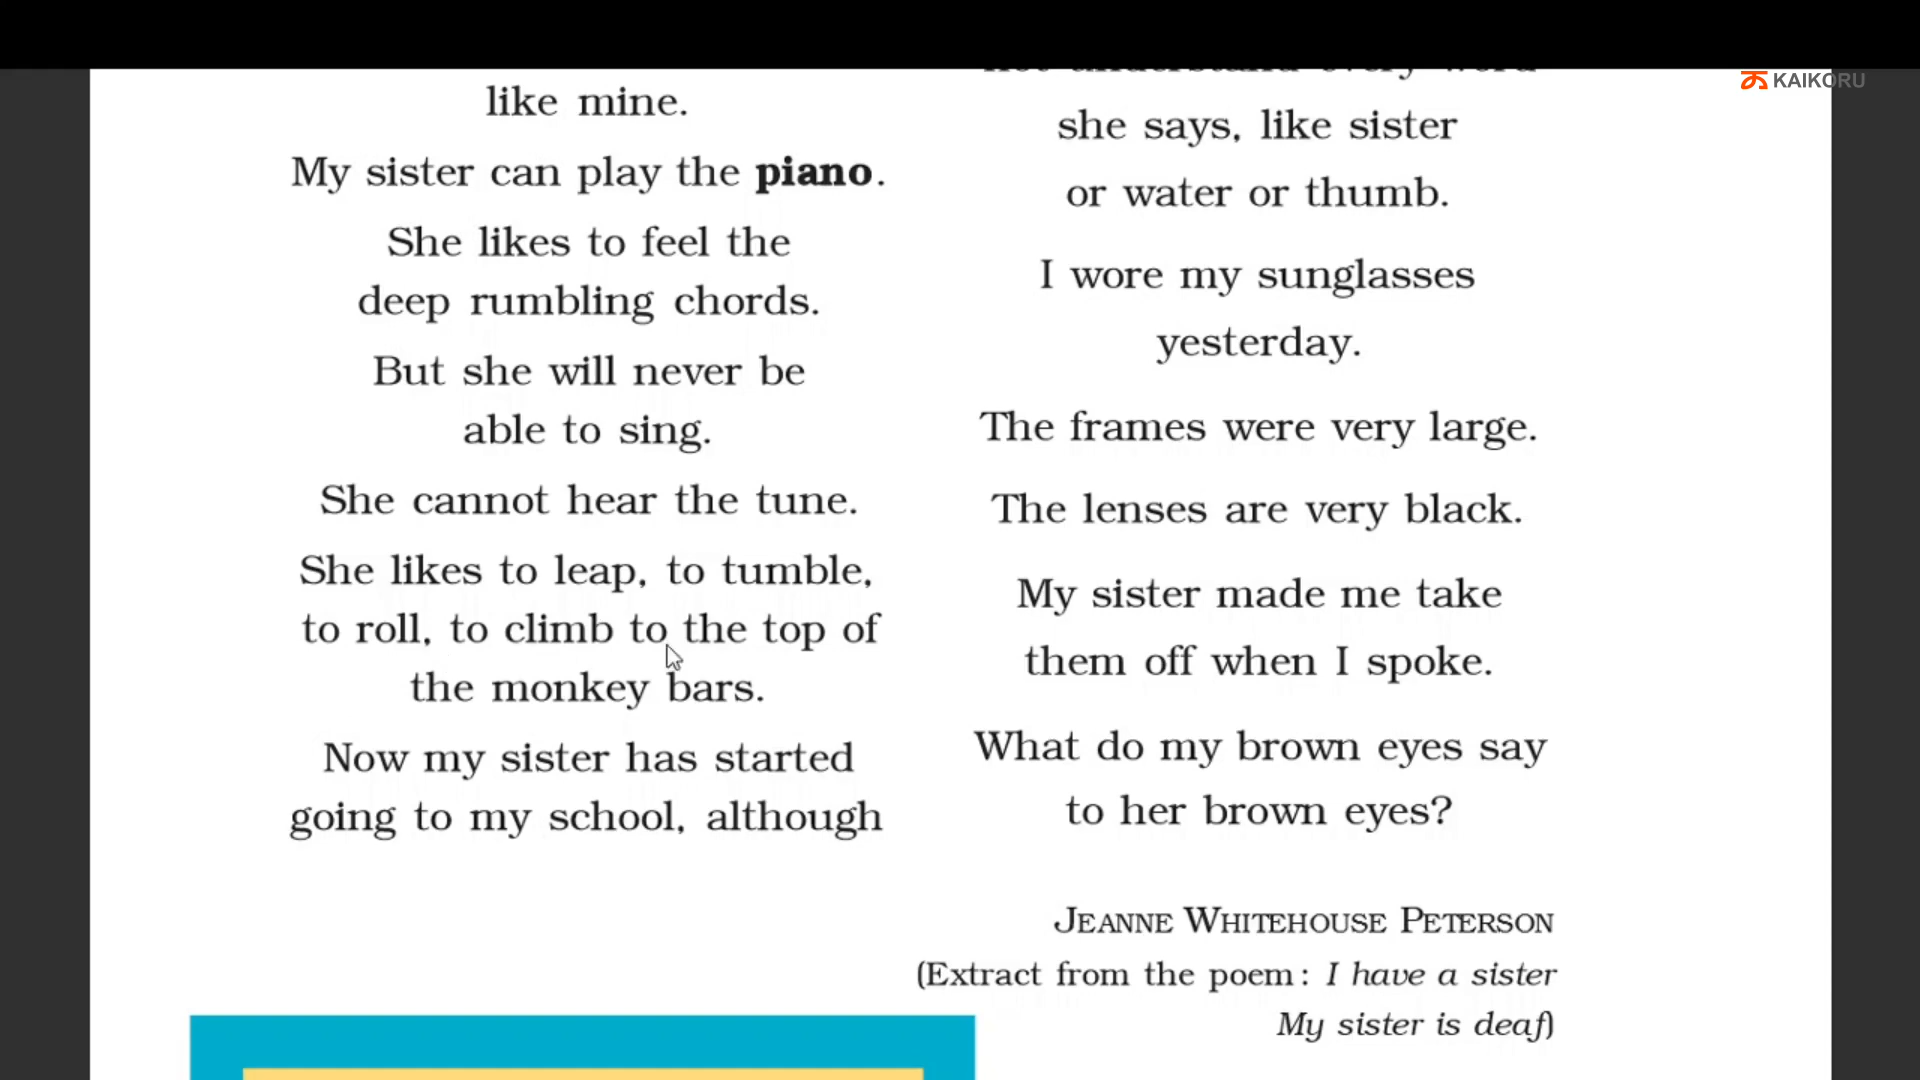 like mine.
My sister can play the piano.
She likes to feel the
deep rumbling chords.
But she will never be
able to sing.
She cannot hear the tune.
She likes to leap, to tumble,
to roll, to climb to the top of
the monkey bars.
Now my sister has started
going to my school, although
not understand every word
she says, like sister
or water or thumb.
I wore my sunglasses
yesterday.
The frames were very large.
The lenses are very black.
My sister made me take
them off when I spoke.
What do my brown eyes say
to her brown eyes?
JEANNE WHITEHOUSE PETERSON
(Extract from the poem : I have a sister
My sister is deaf)
KAIKORU